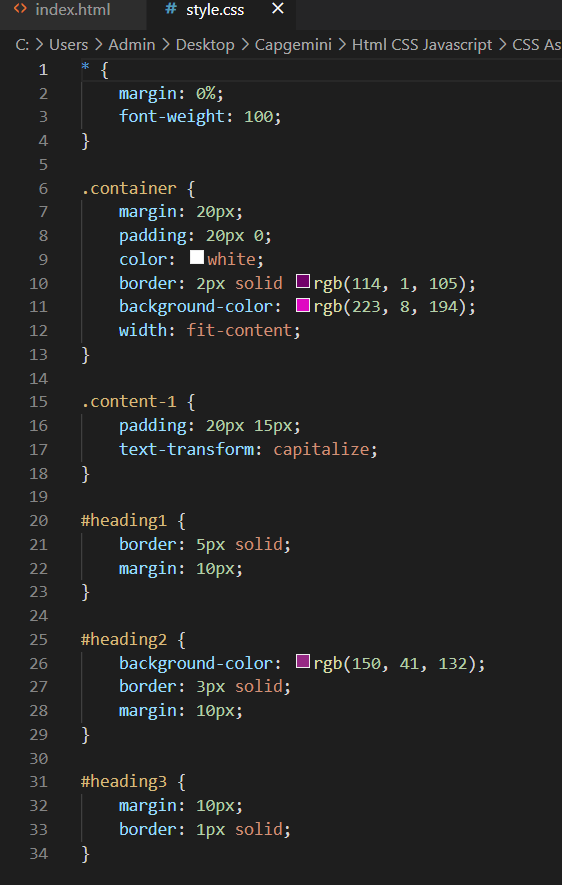 index.html # style.css ×
C: > Users > Admin > Desktop > Capgemini > Html CSS Javascript > CSS As
1 * {
2 margin: 0%;
3 font-weight: 100;
4 }
5
6 .container {
7 margin: 20px;
8 padding: 20px 0;
9 color: white;
10 border: 2px solid rgb(114, 1, 105);
11 background-color: rgb(223, 8, 194);
12 width: fit-content;
13 }
14
15 .content-1 {
16 padding: 20px 15px;
17 text-transform: capitalize;
18 }
19
20 #heading1 {
21 border: 5px solid;
22 margin: 10px;
23 }
24
25 #heading2 {
26 background-color: rgb(150, 41, 132);
27 border: 3px solid;
28 margin: 10px;
29 }
30
31 #heading3 {
32 margin: 10px;
33 border: 1px solid;
34 }